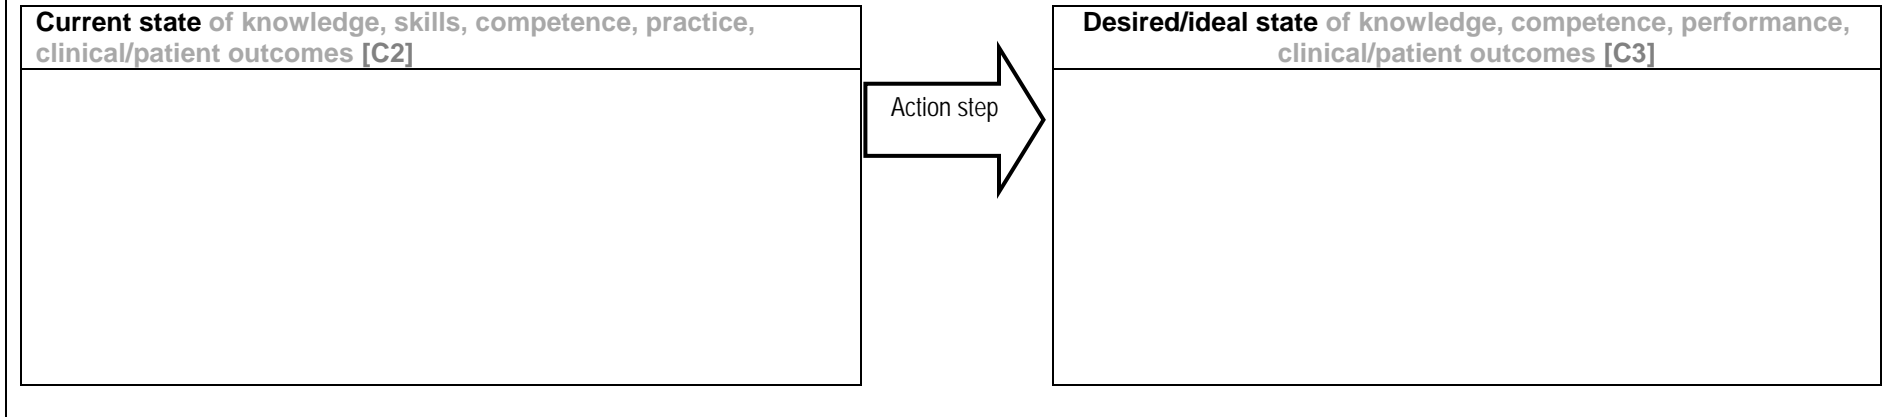 Current state of knowledge, skills, competence, practice,
clinical/patient outcomes [C2]
Action step
Desired/ideal state of knowledge, competence, performance,
clinical/patient outcomes [C3]